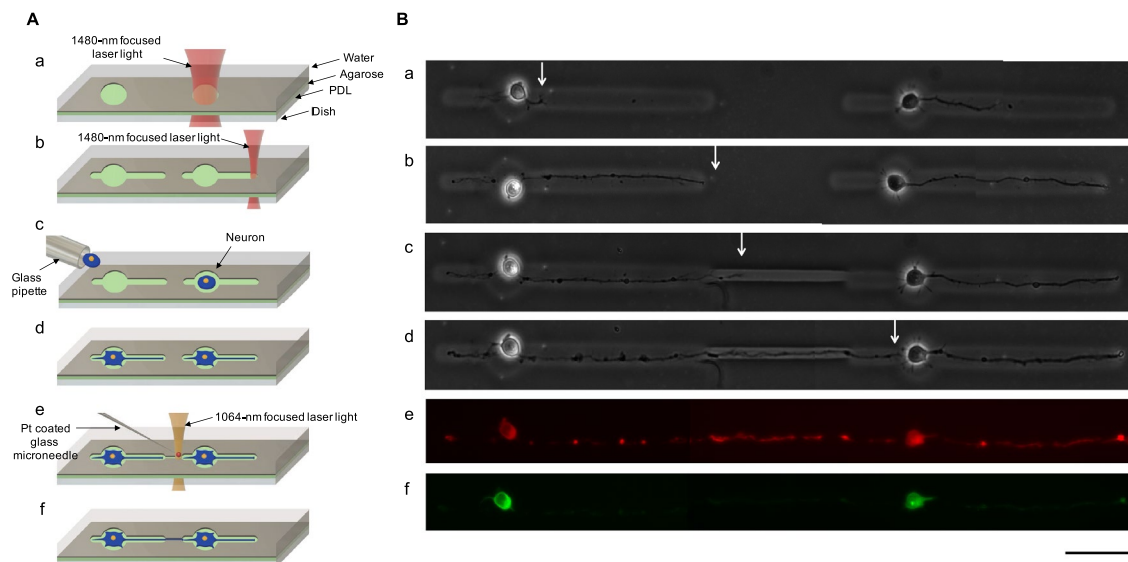 A
B
1480-nm focused
laser light
a
Water
Agarose
PDL
Dish
b
1480-nm focused laser light
c
Neuron
Glass
pipette
d
e
1064-nm focused laser light
Pt coated
glass
microneedle
f
a
b
c
d
e
f